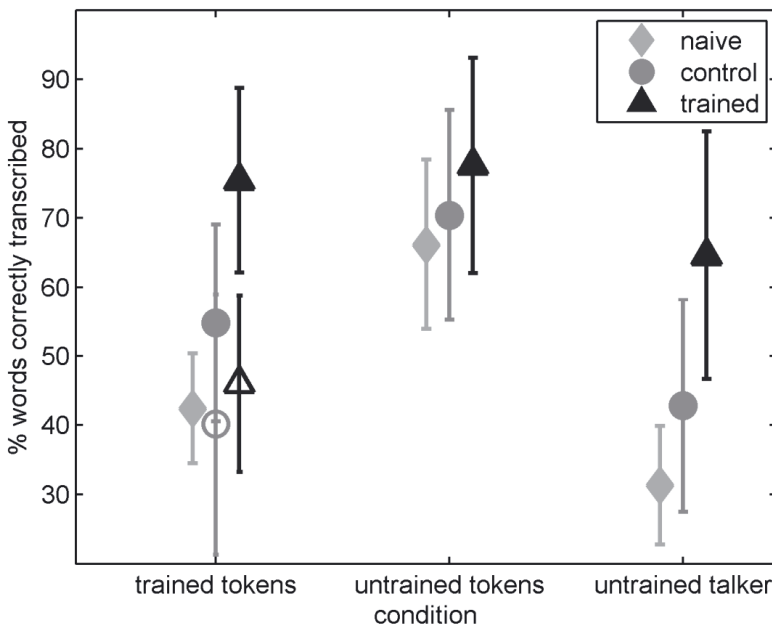 naive
control
trained
% words correctly transcribed
90
80
70
60
50
40
30
trained tokens
untrained tokens
untrained talker
condition